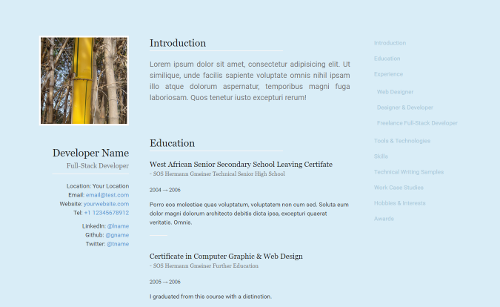 Introduction
Lorem ipsum dolor sit amet, consectetur adipisicing elit. Ut
similique, unde facilis sapiente voluptate omnis nihil ipsam
illo atque dolorum aspernatur, temporibus magni fuga
laboriosam. Quos tenetur iusto excepturi rerum!
Developer Name
Full-Stack Developer
Location: Your Location
Email: email@test.com
Website: yourwebsite.com
Tel: +1 12345678912
LinkedIn: @lname
Github: @gname
Twitter: @tname
Education
West African Senior Secondary School Leaving Certifate
- SOS Hermann Gmeiner Technical Senior High School
2004 — 2006
Porro eos molestiae quas voluptatum, voluptatem non cum sed. Soluta eum
dolor magni dolorum architecto debitis dicta ipsa, excepturi quaerat
veritatis. Omnis.
Certificate in Computer Graphic & Web Design
- SOS Hermann Gmeiner Further Education
2005 — 2006
I graduated from this course with a distinction.
Introduction
Education
Experience
Web Designer
Designer & Developer
Freelance Full-Stack Developer
Tools & Technologies
Skills
Technical Writing Samples
Work Case Studies
Hobbies & Interests
Awards